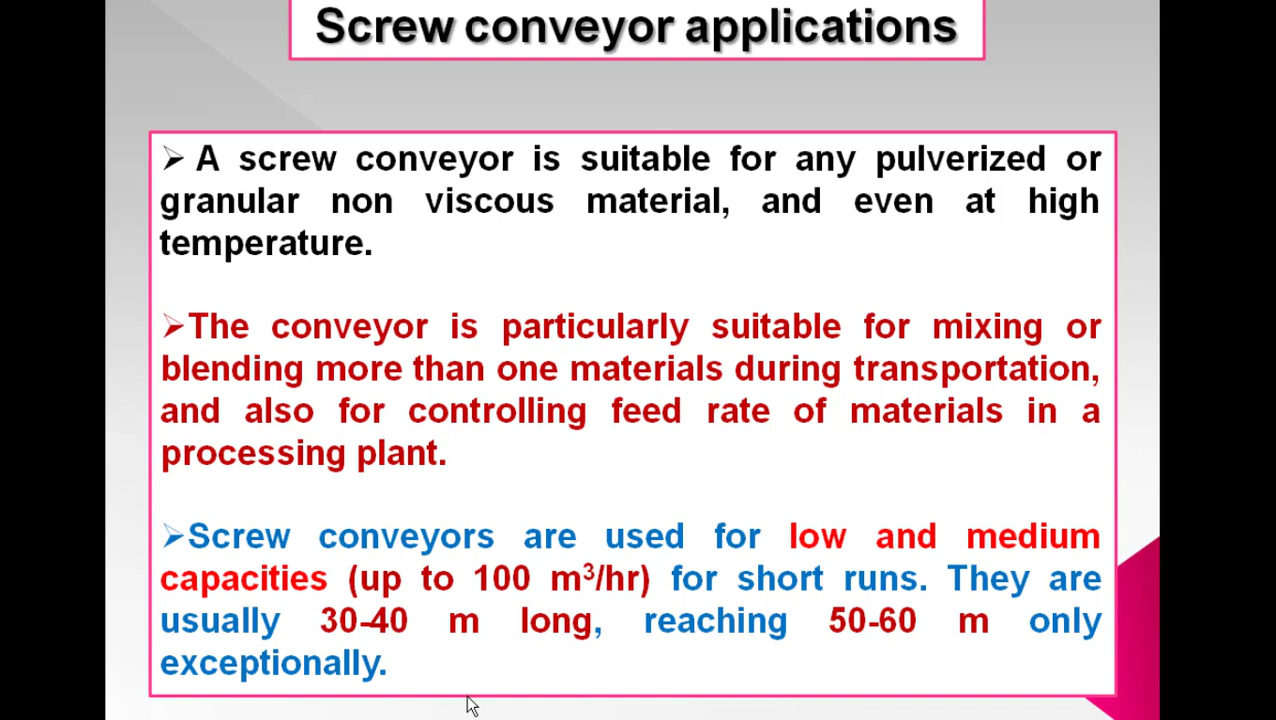 Screw conveyor applications
➢ A screw conveyor is suitable for any pulverized or
granular non viscous material, and even at high
temperature.
➢The conveyor is particularly suitable for mixing or
blending more than one materials during transportation,
and also for controlling feed rate of materials in a
processing plant.
➢Screw conveyors are used for low and medium
capacities (up to 100 m³/hr) for short runs. They are
usually 30-40 m long, reaching 50-60 m only
exceptionally.